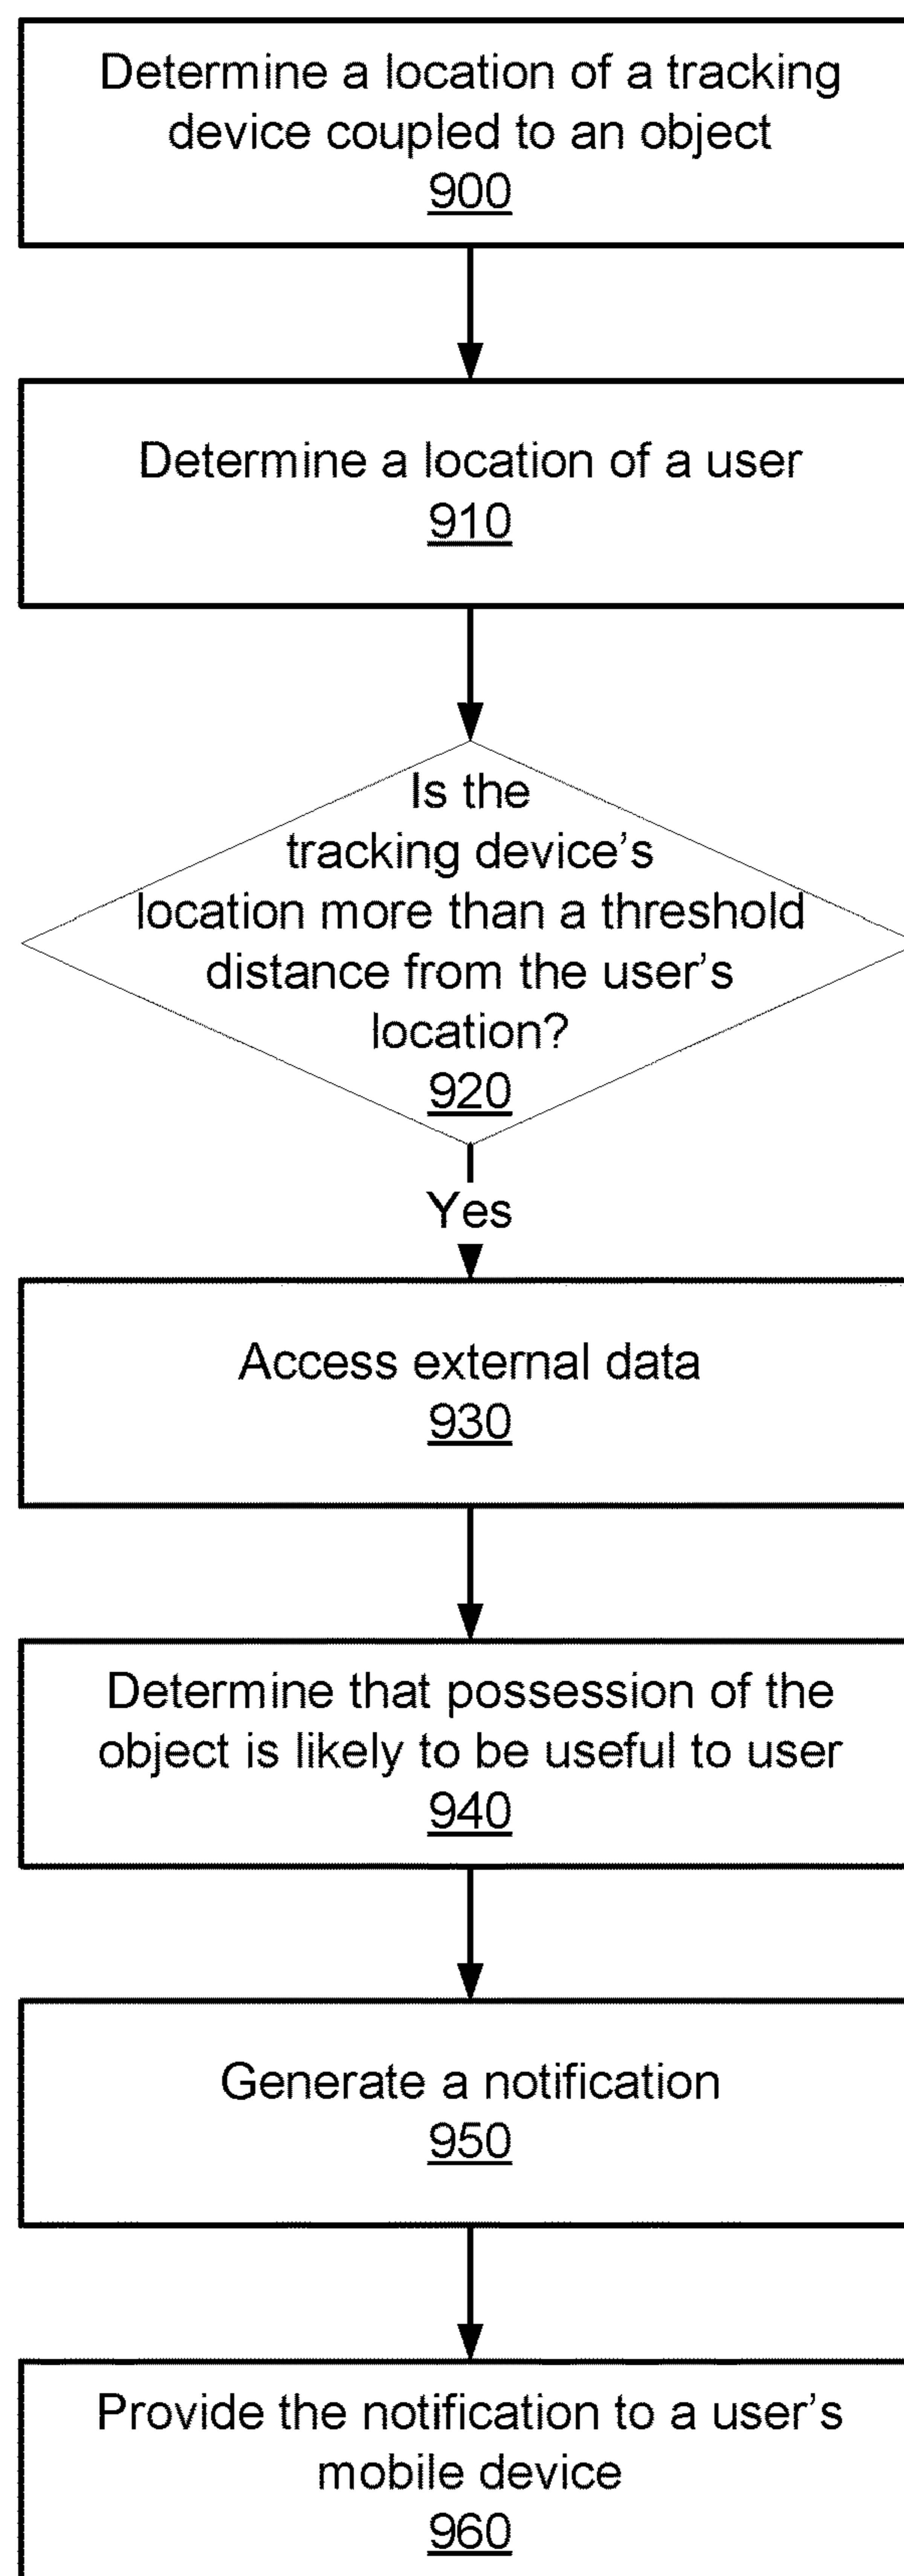 Determine a location of a tracking
device coupled to an object
900
Determine a location of a user
910
Is the
tracking device's
location more than a threshold
distance from the user's
location?
920
Yes
Access external data
930
Determine that possession of the
object is likely to be useful to user
940
Generate a notification
950
Provide the notification to a user's
mobile device
960